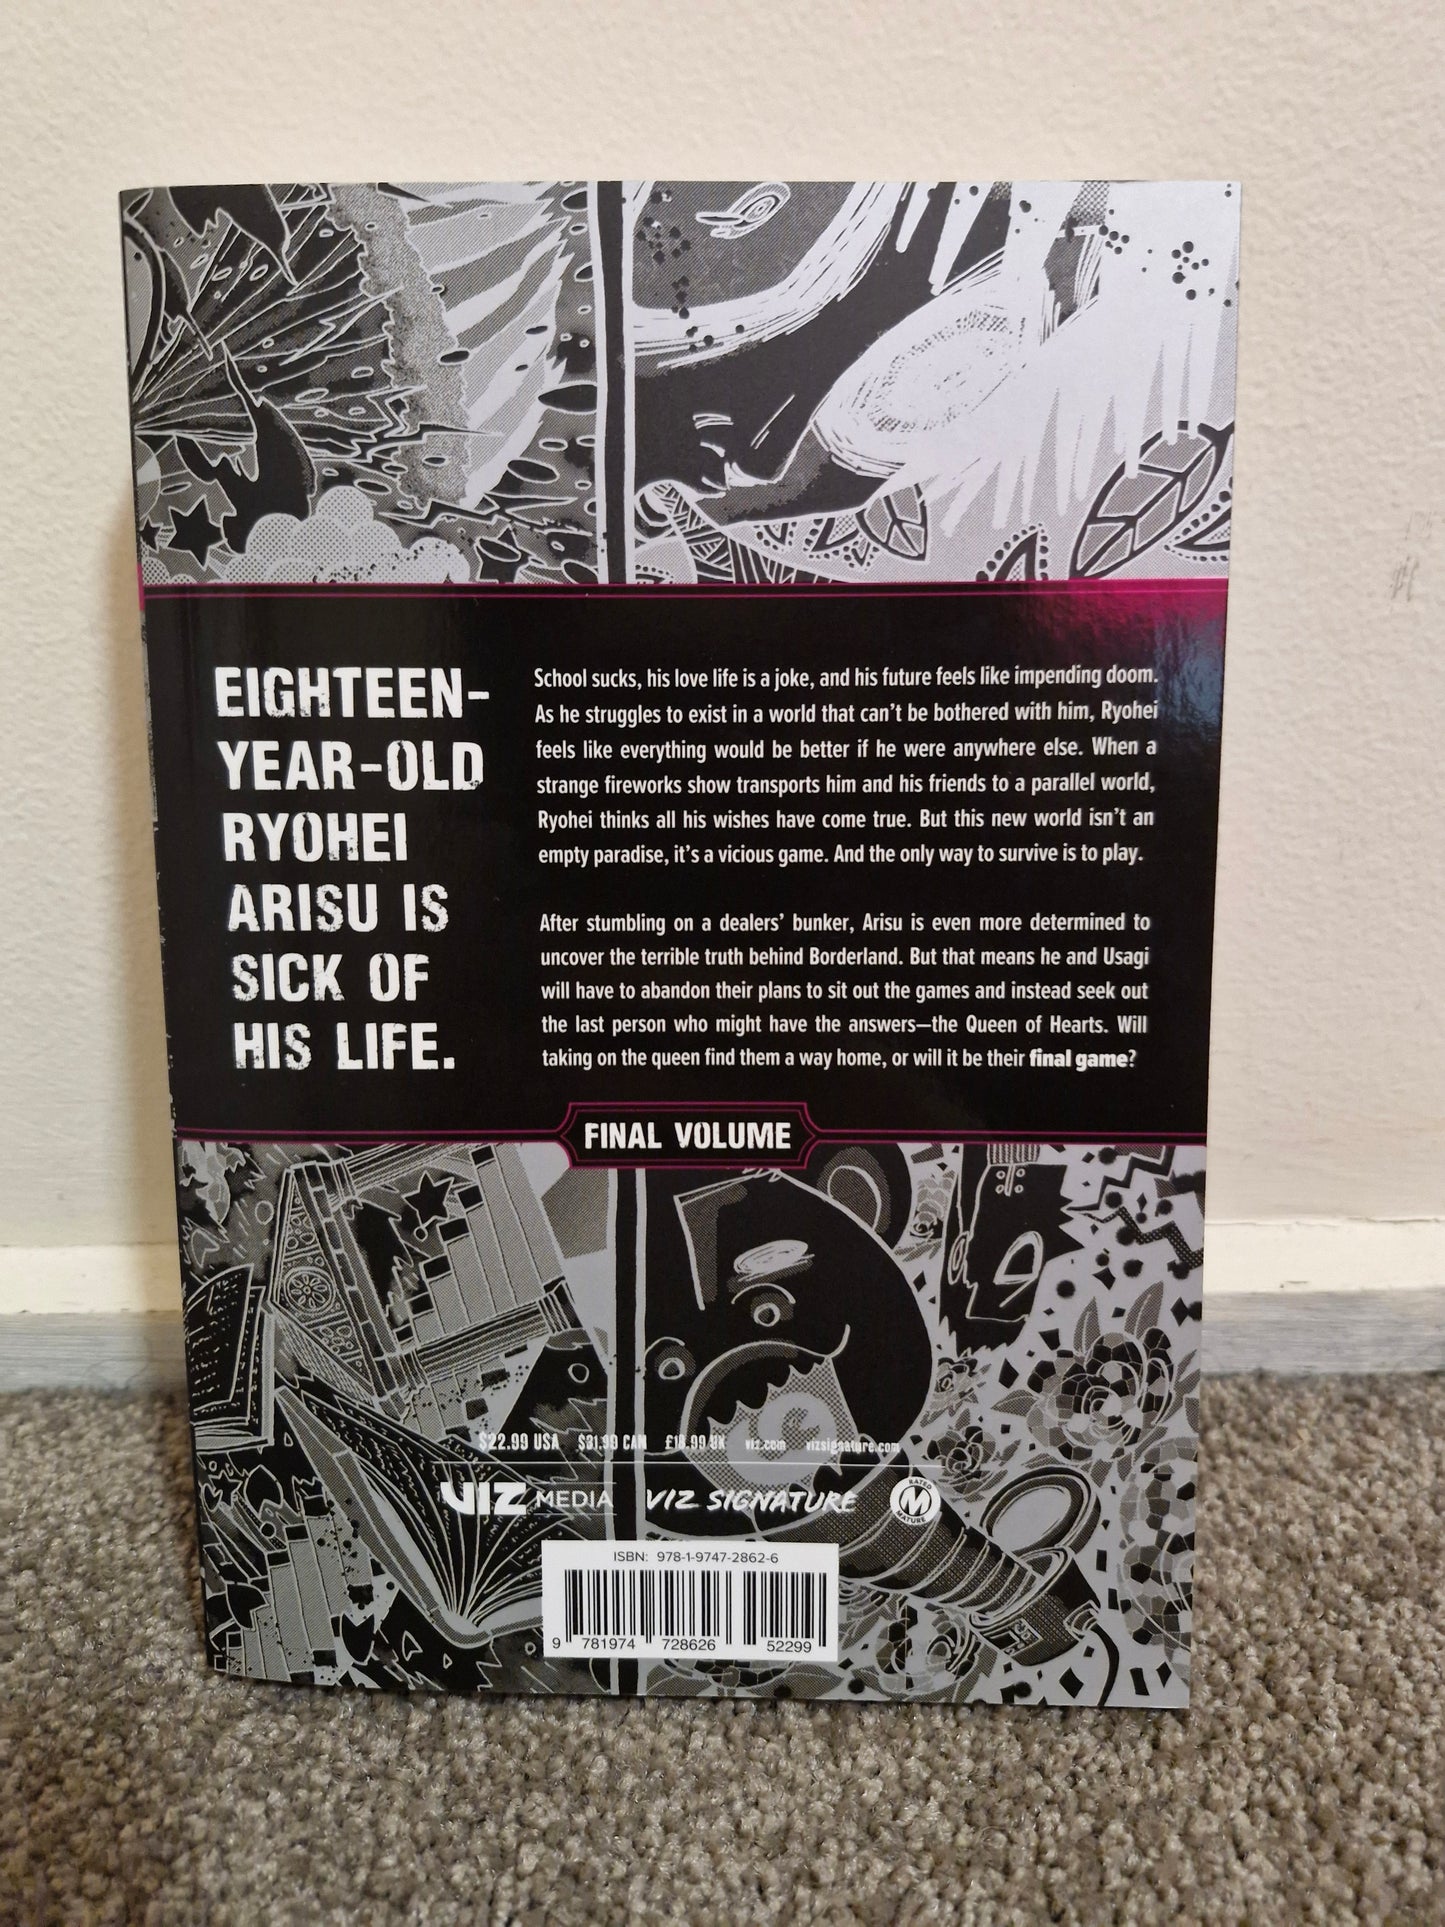 EIGHTEEN-
YEAR-OLD
RYOHEI
ARISU IS
SICK OF
HIS LIFE.
School sucks, his love life is a joke, and his future feels like impending doom.
As he struggles to exist in a world that can't be bothered with him, Ryohei
feels like everything would be better if he were anywhere else. When a
strange fireworks show transports him and his friends to a parallel world,
Ryohei thinks all his wishes have come true. But this new world isn't an
empty paradise, it's a vicious game. And the only way to survive is to play.
After stumbling on a dealers' bunker, Arisu is even more determined to
uncover the terrible truth behind Borderland. But that means he and Usagi
will have to abandon their plans to sit out the games and instead seek out
the last person who might have the answers—the Queen of Hearts. Will
taking on the queen find them a way home, or will it be their final game?
FINAL VOLUME
$22.99 USA $31.99 CAN £18.99 UK viz.com vizsignature.com
VIZ MEDIA VIZ SIGNATURE RATED M MATURE
ISBN: 978-1-9747-2862-6
9 781974 728626 52299